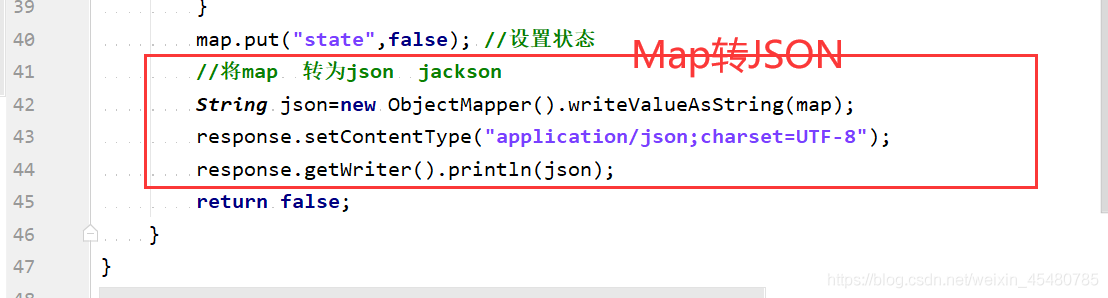 39 }
40 map.put("state",false); //设置状态
Map转JSON
41 //将map 转为json jackson
42 String json=new ObjectMapper().writeValueAsString(map);
43 response.setContentType("application/json;charset=UTF-8");
44 response.getWriter().println(json);
45 return false;
46 }
47 }
48
https://blog.csdn.net/weixin_45480785